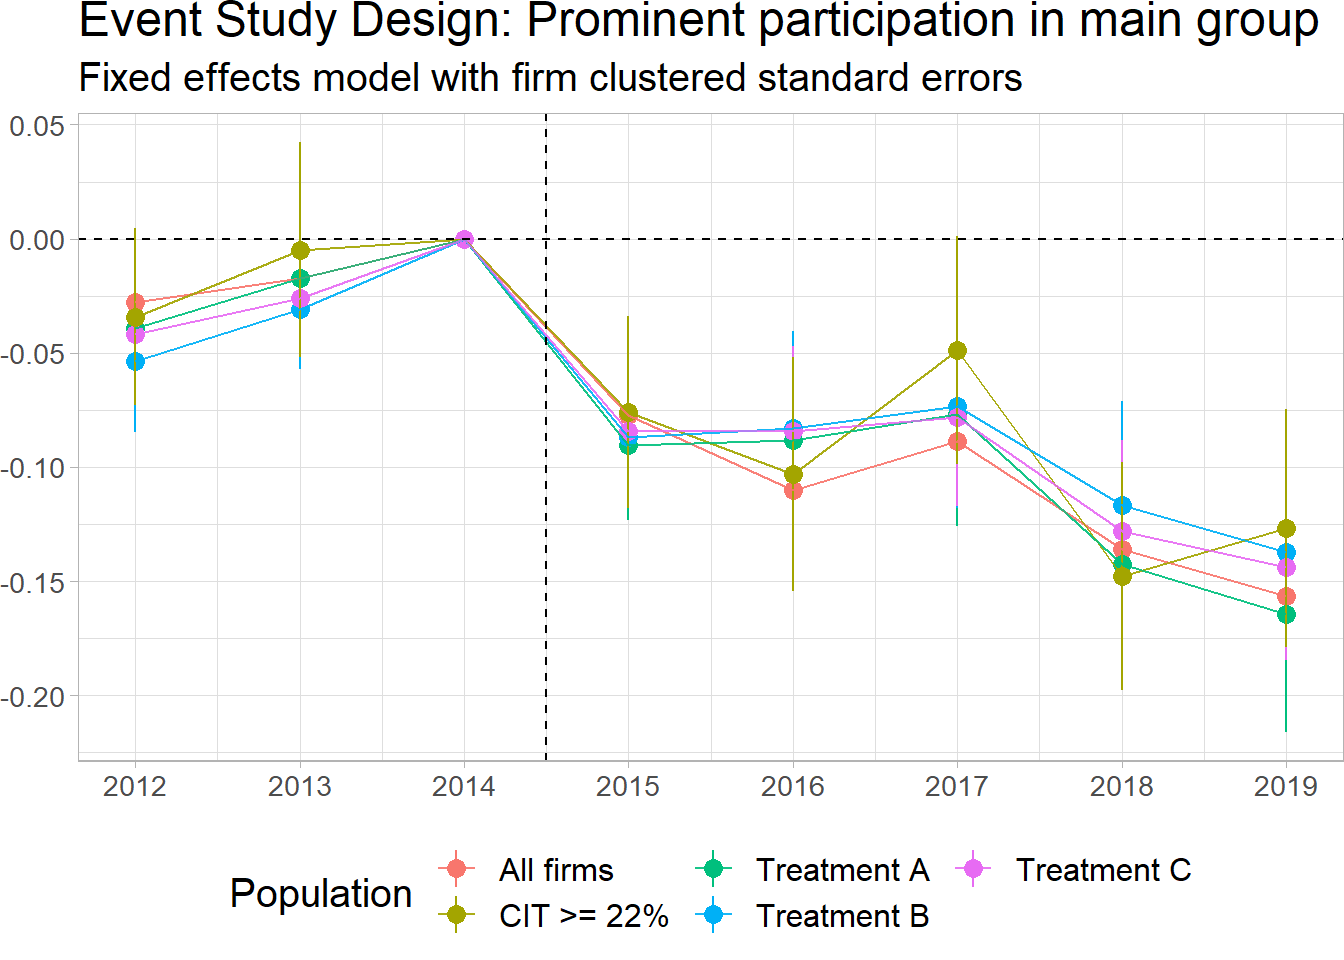 Event Study Design: Prominent participation in main group
Fixed effects model with firm clustered standard errors
0.05
0.00
-0.05
-0.10
-0.15
-0.20
2012 2013 2014 2015 2016 2017 2018 2019
Population
All firms Treatment A Treatment C
CIT >= 22% Treatment B